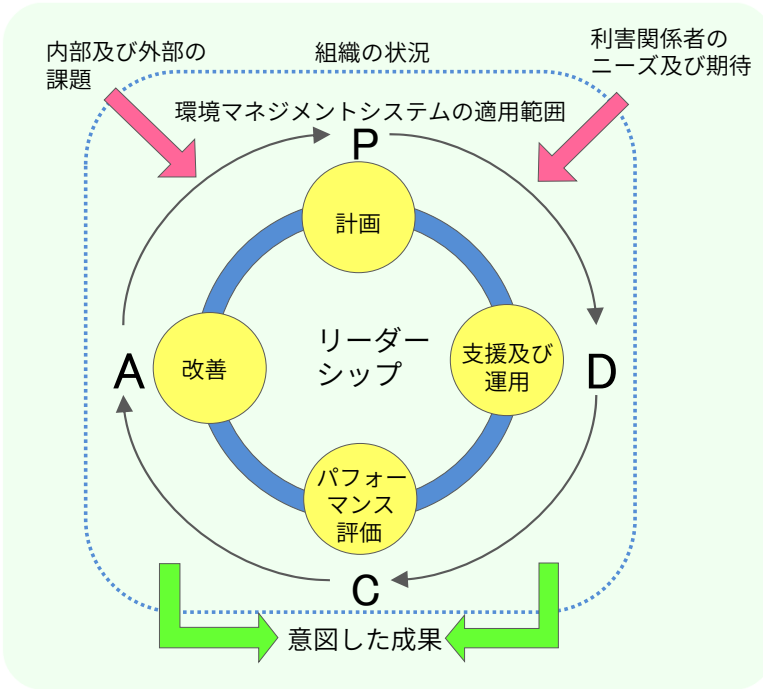 内部及び外部の
課題
組織の状況
利害関係者の
ニーズ及び期待
環境マネジメントシステムの適用範囲
P
計画
リーダー
シップ
A
改善
支援及び
運用
D
パフォー
マンス
評価
C
意図した成果